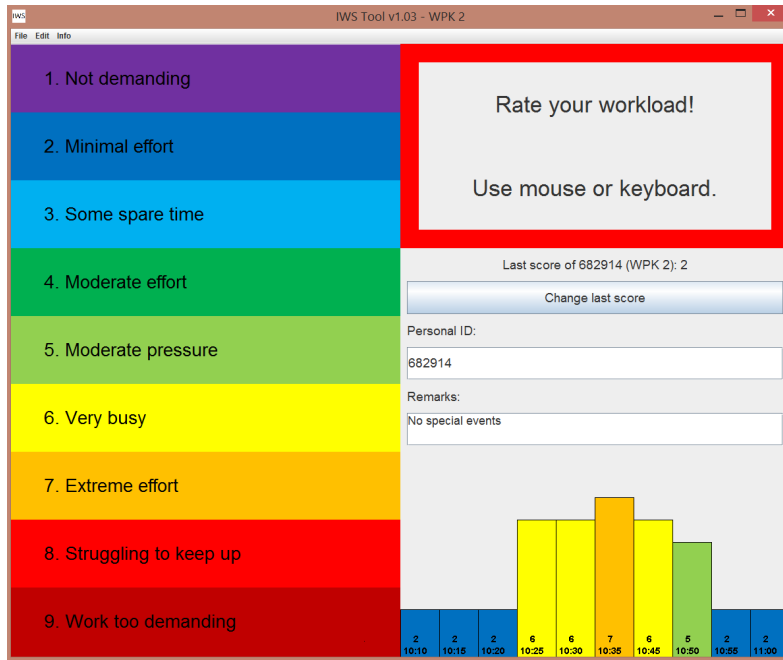 IWS
IWS Tool v1.03 - WPK 2
File Edit Info
1. Not demanding
2. Minimal effort
3. Some spare time
4. Moderate effort
5. Moderate pressure
6. Very busy
7. Extreme effort
8. Struggling to keep up
9. Work too demanding
Rate your workload!
Use mouse or keyboard.
Last score of 682914 (WPK 2): 2
Change last score
Personal ID:
682914
Remarks:
No special events
2 2 2 6 6 7 6 5 2 2
10:10 10:15 10:20 10:25 10:30 10:35 10:45 10:50 10:55 11:00